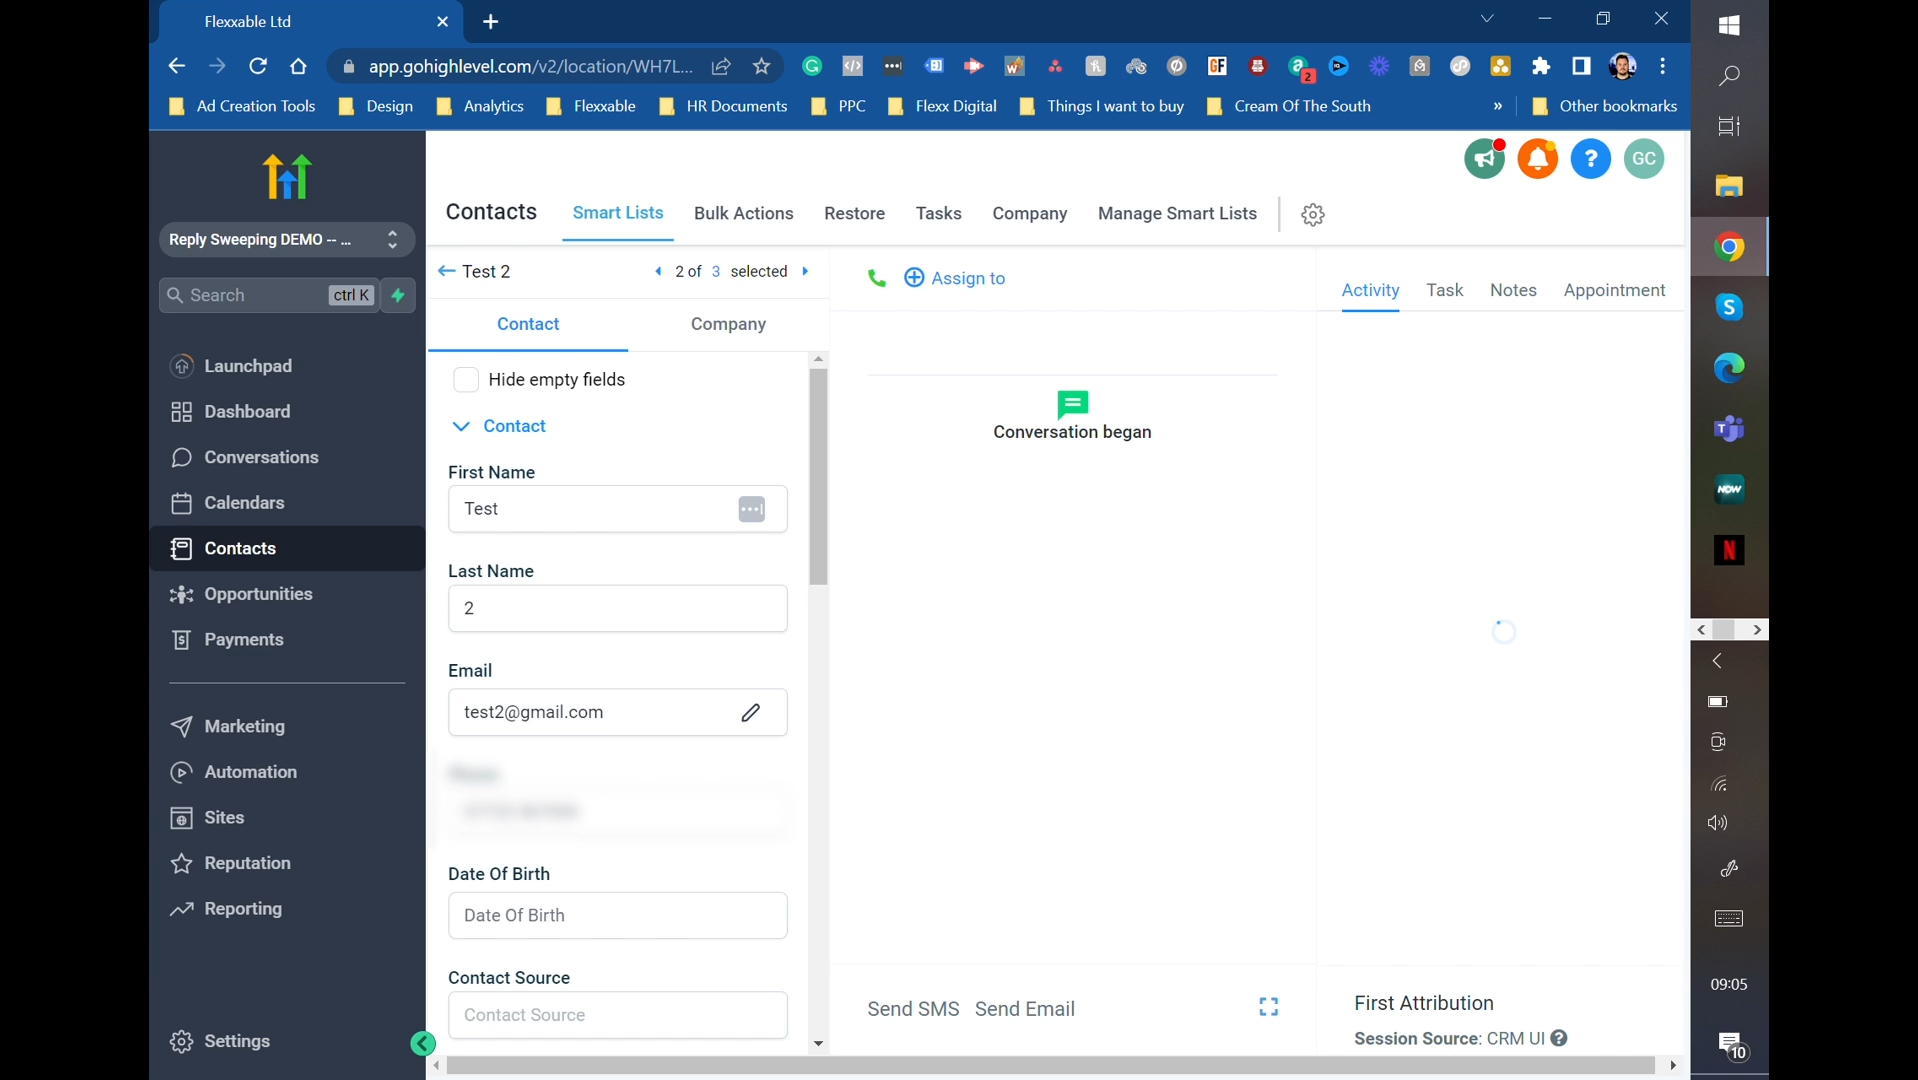 Flexxable Ltd
app.gohighlevel.com/v2/location/WH7L...
2
Ad Creation Tools
Design
Analytics
Flexxable
HR Documents
PPC
Flexx Digital
Things I want to buy
Cream Of The South
»
Other bookmarks
GC
Reply Sweeping DEMO -- ...
Search
ctrl K
Launchpad
Dashboard
Conversations
Calendars
Contacts
Opportunities
Payments
Marketing
Automation
Sites
Reputation
Reporting
Settings
Contacts
Smart Lists
Bulk Actions
Restore
Tasks
Company
Manage Smart Lists
Test 2
2 of 3 selected
Contact
Company
Hide empty fields
Contact
First Name
Test
Last Name
2
Email
test2@gmail.com
Date Of Birth
Date Of Birth
Contact Source
Contact Source
Assign to
Conversation began
Send SMS
Send Email
Activity
Task
Notes
Appointment
First Attribution
Session Source: CRM UI
NOW
09:05
10